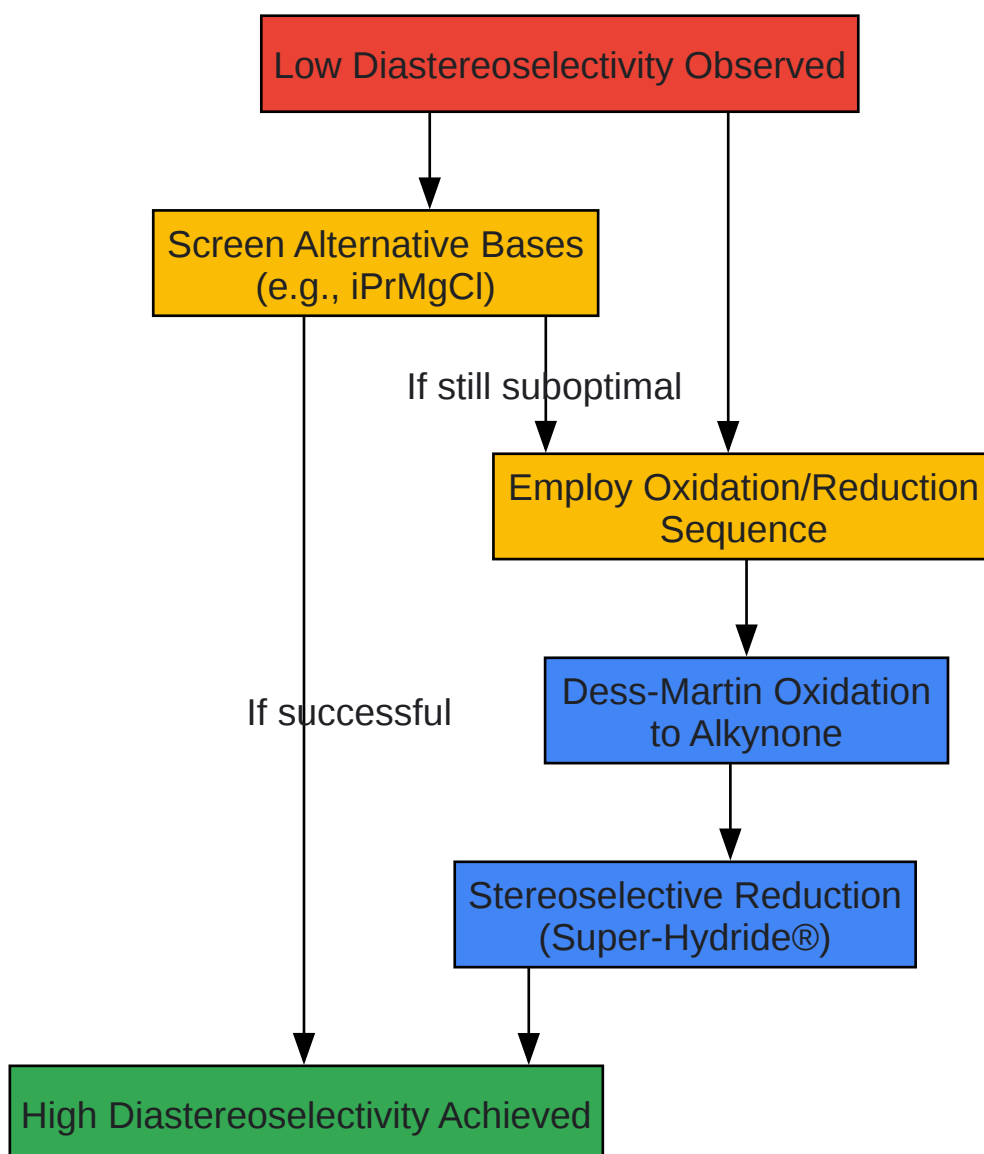 Low Diastereoselectivity Observed
Screen Alternative Bases
(e.g., iPrMgCl)
If still suboptimal
Employ Oxidation/Reduction
Sequence
Dess-Martin Oxidation
to Alkynone
If successful
Stereoselective Reduction
(Super-Hydride®)
High Diastereoselectivity Achieved